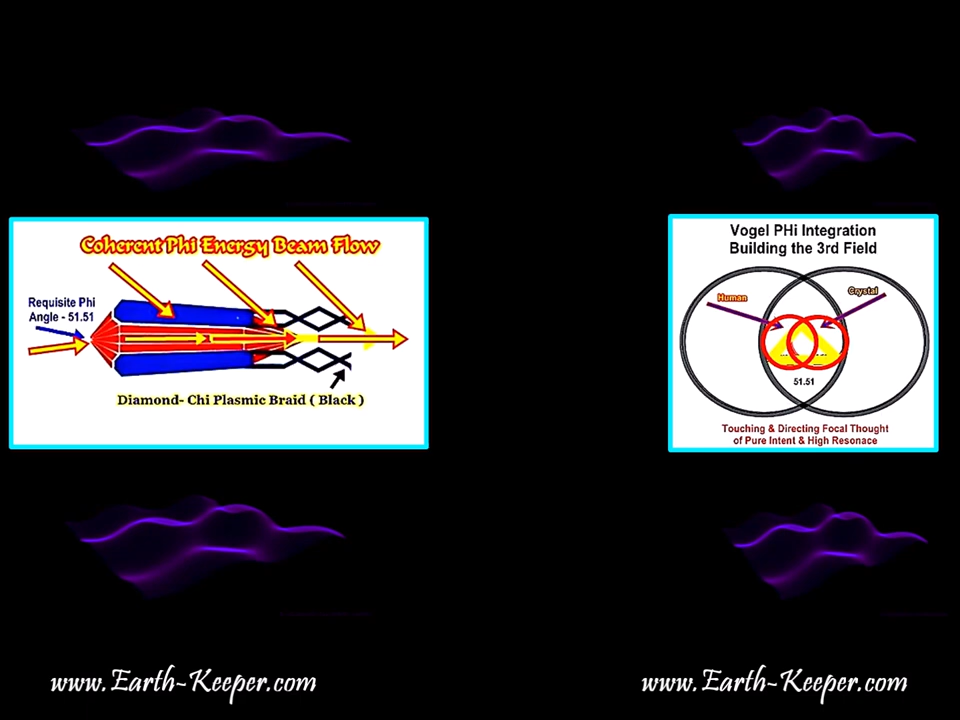 Coherent Phi Energy Beam Flow
Requisite Phi
Angle - 51.51
Diamond- Chi Plasmic Braid ( Black )
Vogel PHi Integration
Building the 3rd Field
Human
Crystal
51.51
Touching & Directing Focal Thought
of Pure Intent & High Resonace
www.Earth-Keeper.com
www.Earth-Keeper.com